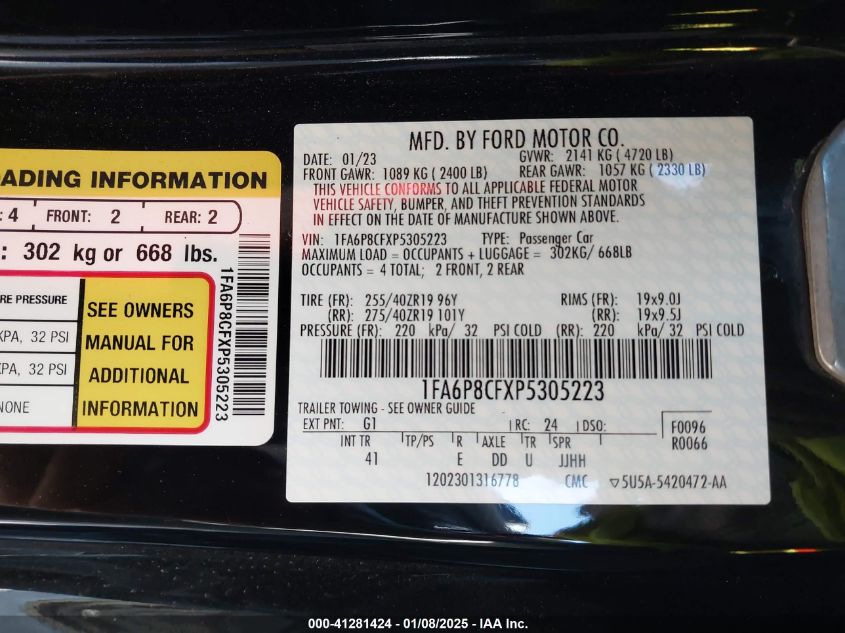 ADING INFORMATION
: 4 FRONT: 2 REAR: 2
: 302 kg or 668 lbs.
RE PRESSURE
KPA, 32 PSI
KPA, 32 PSI
NONE
SEE OWNERS
MANUAL FOR
ADDITIONAL
INFORMATION
1FA6P8CFXP5305223
MFD. BY FORD MOTOR CO.
DATE: 01/23 GVWR: 2141 KG ( 4720 LB)
FRONT GAWR: 1089 KG ( 2400 LB) REAR GAWR: 1057 KG ( 2330 LB)
THIS VEHICLE CONFORMS TO ALL APPLICABLE FEDERAL MOTOR
VEHICLE SAFETY, BUMPER, AND THEFT PREVENTION STANDARDS
IN EFFECT ON THE DATE OF MANUFACTURE SHOWN ABOVE.
VIN: 1FA6P8CFXP5305223 TYPE: Passenger Car
MAXIMUM LOAD = OCCUPANTS + LUGGAGE = 302KG/ 668LB
OCCUPANTS = 4 TOTAL; 2 FRONT, 2 REAR
TIRE (FR): 255/40ZR19 96Y RIMS (FR): 19x9.0J
(RR): 275/40ZR19 101Y (RR): 19x9.5J
PRESSURE (FR): 220 kPa/ 32 PSI COLD (RR): 220 kPa/ 32 PSI COLD
1FA6P8CFXP5305223
TRAILER TOWING - SEE OWNER GUIDE
EXT PNT: G1 RC: 24 DSO: F0096
R0066
INT TR TP/PS R AXLE TR SPR
41 E DD U JJHH
1202301316778 CMC ▽5U5A-5420472-AA
000-41281424 - 01/08/2025 - IAA Inc.